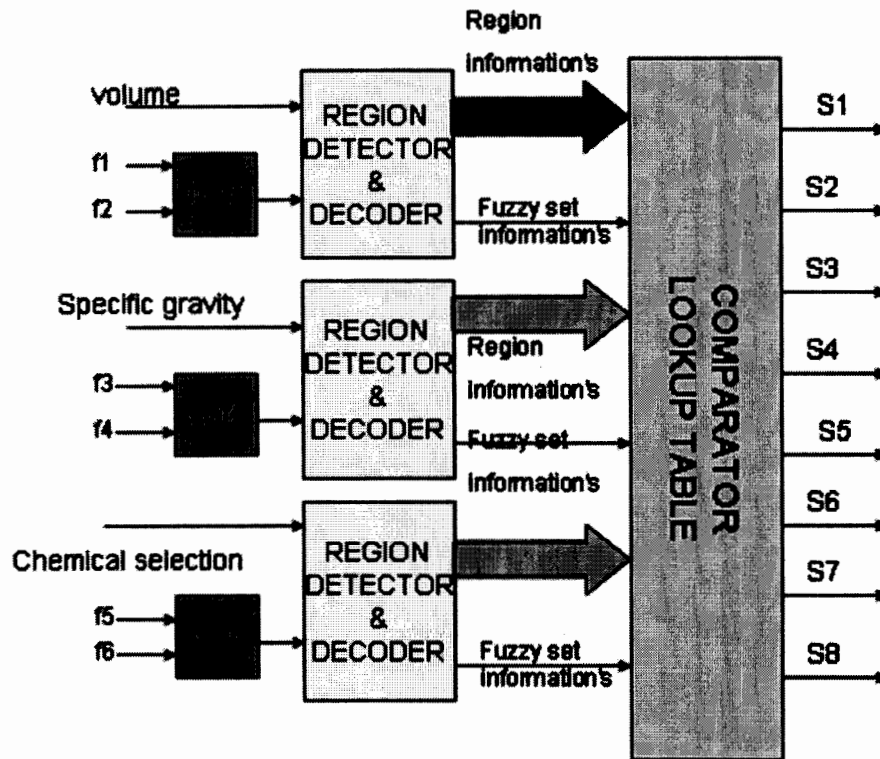 Region
information's
volume
f1
f2
REGION
DETECTOR
&
DECODER
Fuzzy set
information's
Specific gravity
f3
f4
REGION
DETECTOR
&
DECODER
Region
information's
Fuzzy set
information's
Chemical selection
f5
f6
REGION
DETECTOR
&
DECODER
Fuzzy set
information's
COMPARATOR
LOOKUP TABLE
S1
S2
S3
S4
S5
S6
S7
S8